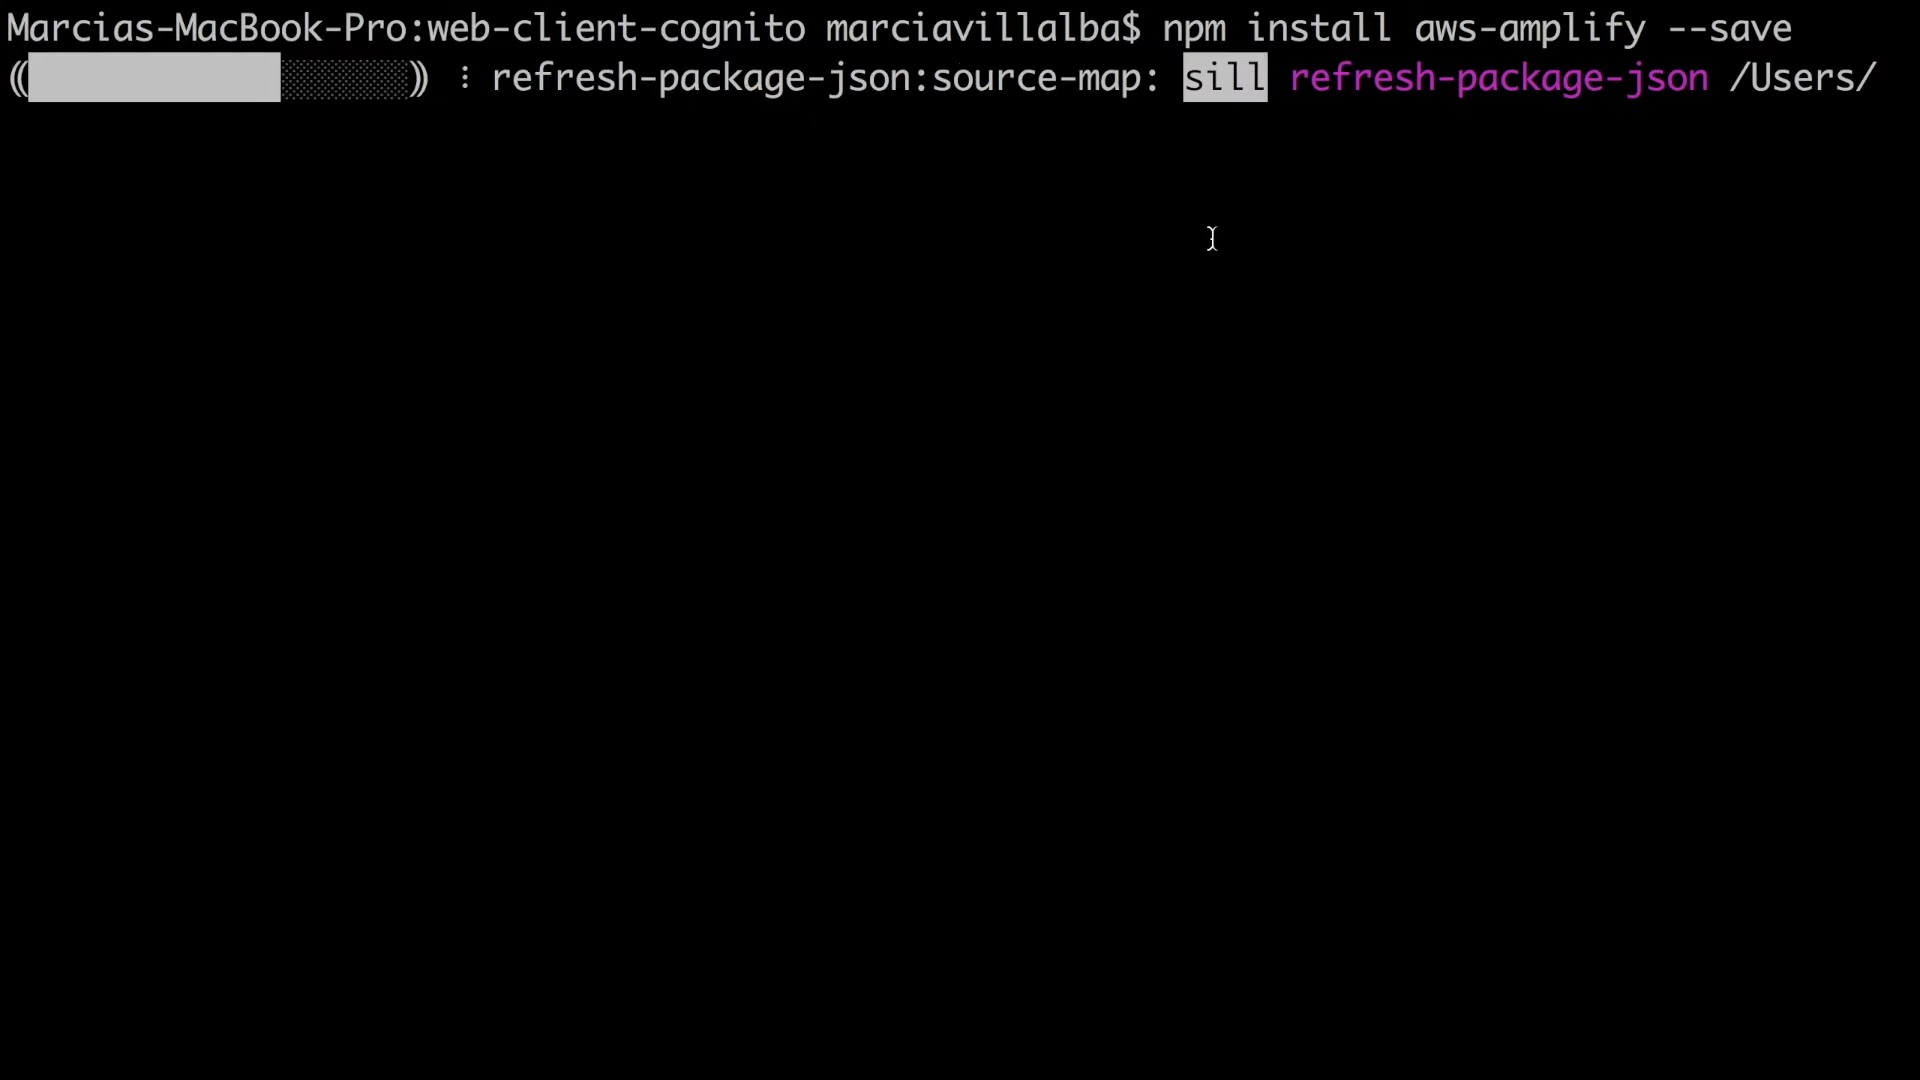 Marcias-MacBook-Pro:web-client-cognito marciavillalba$ npm install aws-amplify --save
⸨█████████████░░░░░░⸩ ⠸ refresh-package-json:source-map: sill refresh-package-json /Users/